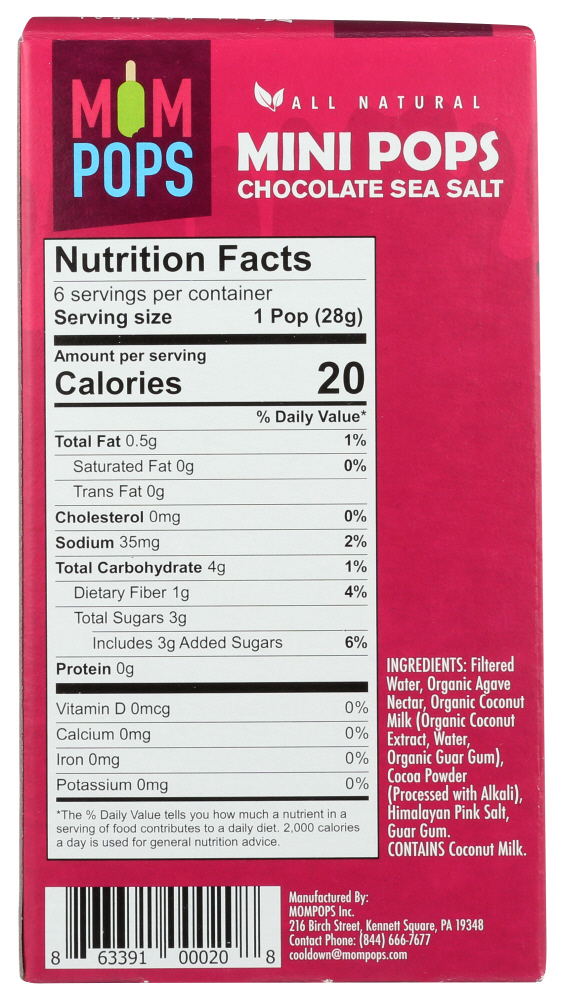 MOM
POPS
ALL NATURAL
MINI POPS
CHOCOLATE SEA SALT
Nutrition Facts
6 servings per container
Serving size 1 Pop (28g)
Amount per serving
Calories 20
% Daily Value*
Total Fat 0.5g 1%
Saturated Fat 0g 0%
Trans Fat 0g
Cholesterol 0mg 0%
Sodium 35mg 2%
Total Carbohydrate 4g 1%
Dietary Fiber 1g 4%
Total Sugars 3g
Includes 3g Added Sugars 6%
Protein 0g
Vitamin D 0mcg 0%
Calcium 0mg 0%
Iron 0mg 0%
Potassium 0mg 0%
*The % Daily Value tells you how much a nutrient in a
serving of food contributes to a daily diet. 2,000 calories
a day is used for general nutrition advice.
INGREDIENTS: Filtered
Water, Organic Agave
Nectar, Organic Coconut
Milk (Organic Coconut
Extract, Water,
Organic Guar Gum),
Cocoa Powder
(Processed with Alkali),
Himalayan Pink Salt,
Guar Gum.
CONTAINS Coconut Milk.
8 63391 00020 8
Manufactured By:
MOMPOPS Inc.
216 Birch Street, Kennett Square, PA 19348
Contact Phone: (844) 666-7677
cooldown@mompops.com